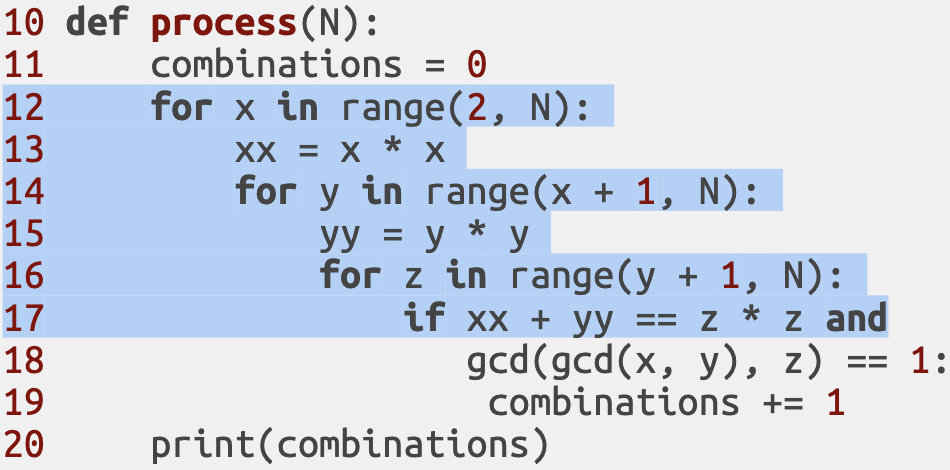 10 def process(N):
11     combinations = 0
12     for x in range(2, N):
13         xx = x * x
14         for y in range(x + 1, N):
15             yy = y * y
16             for z in range(y + 1, N):
17                 if xx + yy == z * z and
18                    gcd(gcd(x, y), z) == 1:
19                     combinations += 1
20     print(combinations)